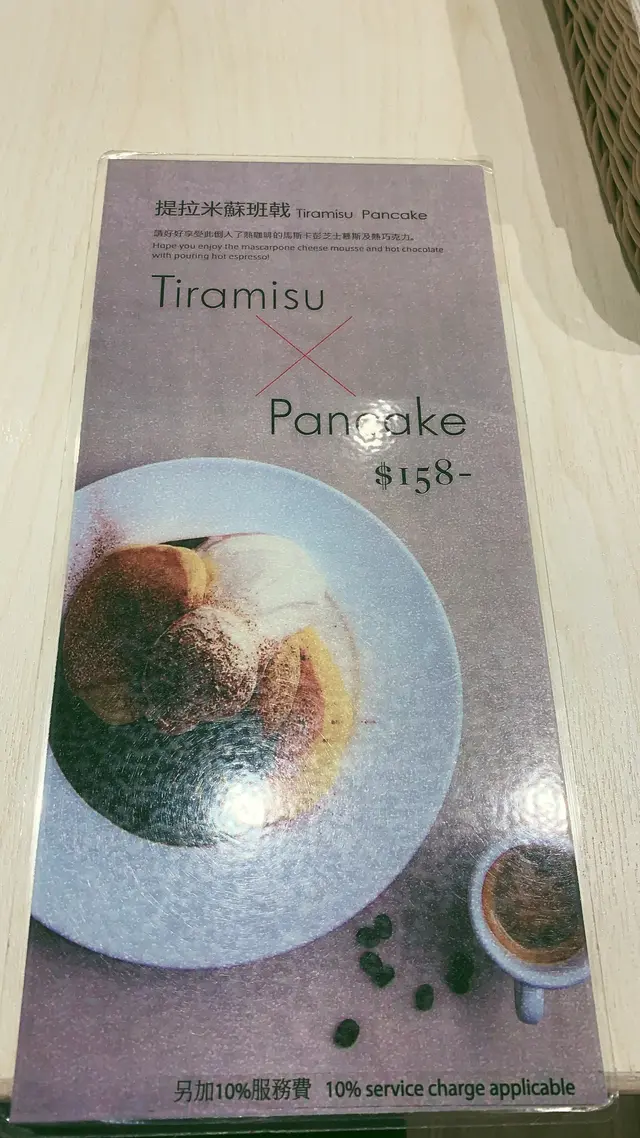 提拉米蘇班戟 Tiramisu Pancake
請好好享受此倒入了熱咖啡的馬斯卡彭芝士慕斯及熱巧克力。
Hope you enjoy the mascarpone cheese mousse and hot chocolate
with pouring hot espresso!
Tiramisu
Pancake
$158-
另加10%服務費 10% service charge applicable